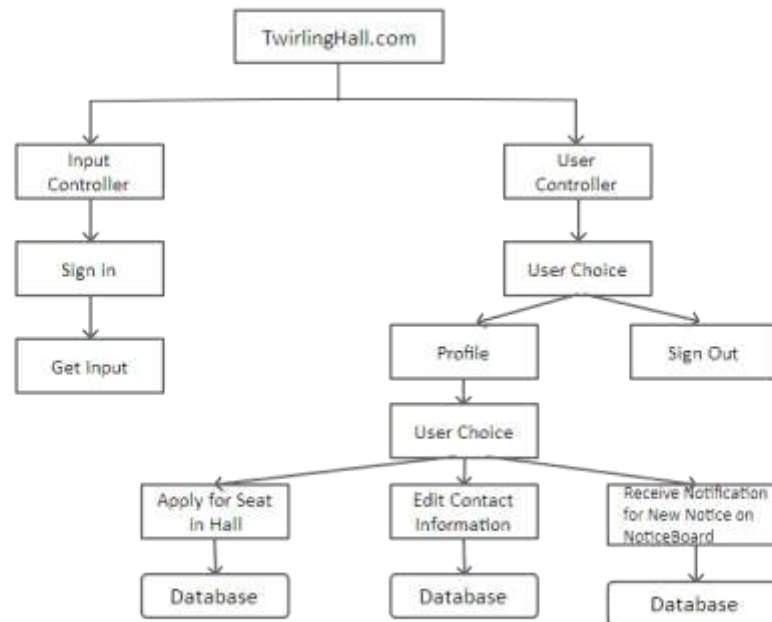 TwirlingHall.com
Input
Controller
User
Controller
Sign in
User Choice
Get Input
Profile
Sign Out
User Choice
Apply for Seat
in Hall
Edit Contact
Information
Receive Notification
for New Notice on
NoticeBoard
Database
Database
Database